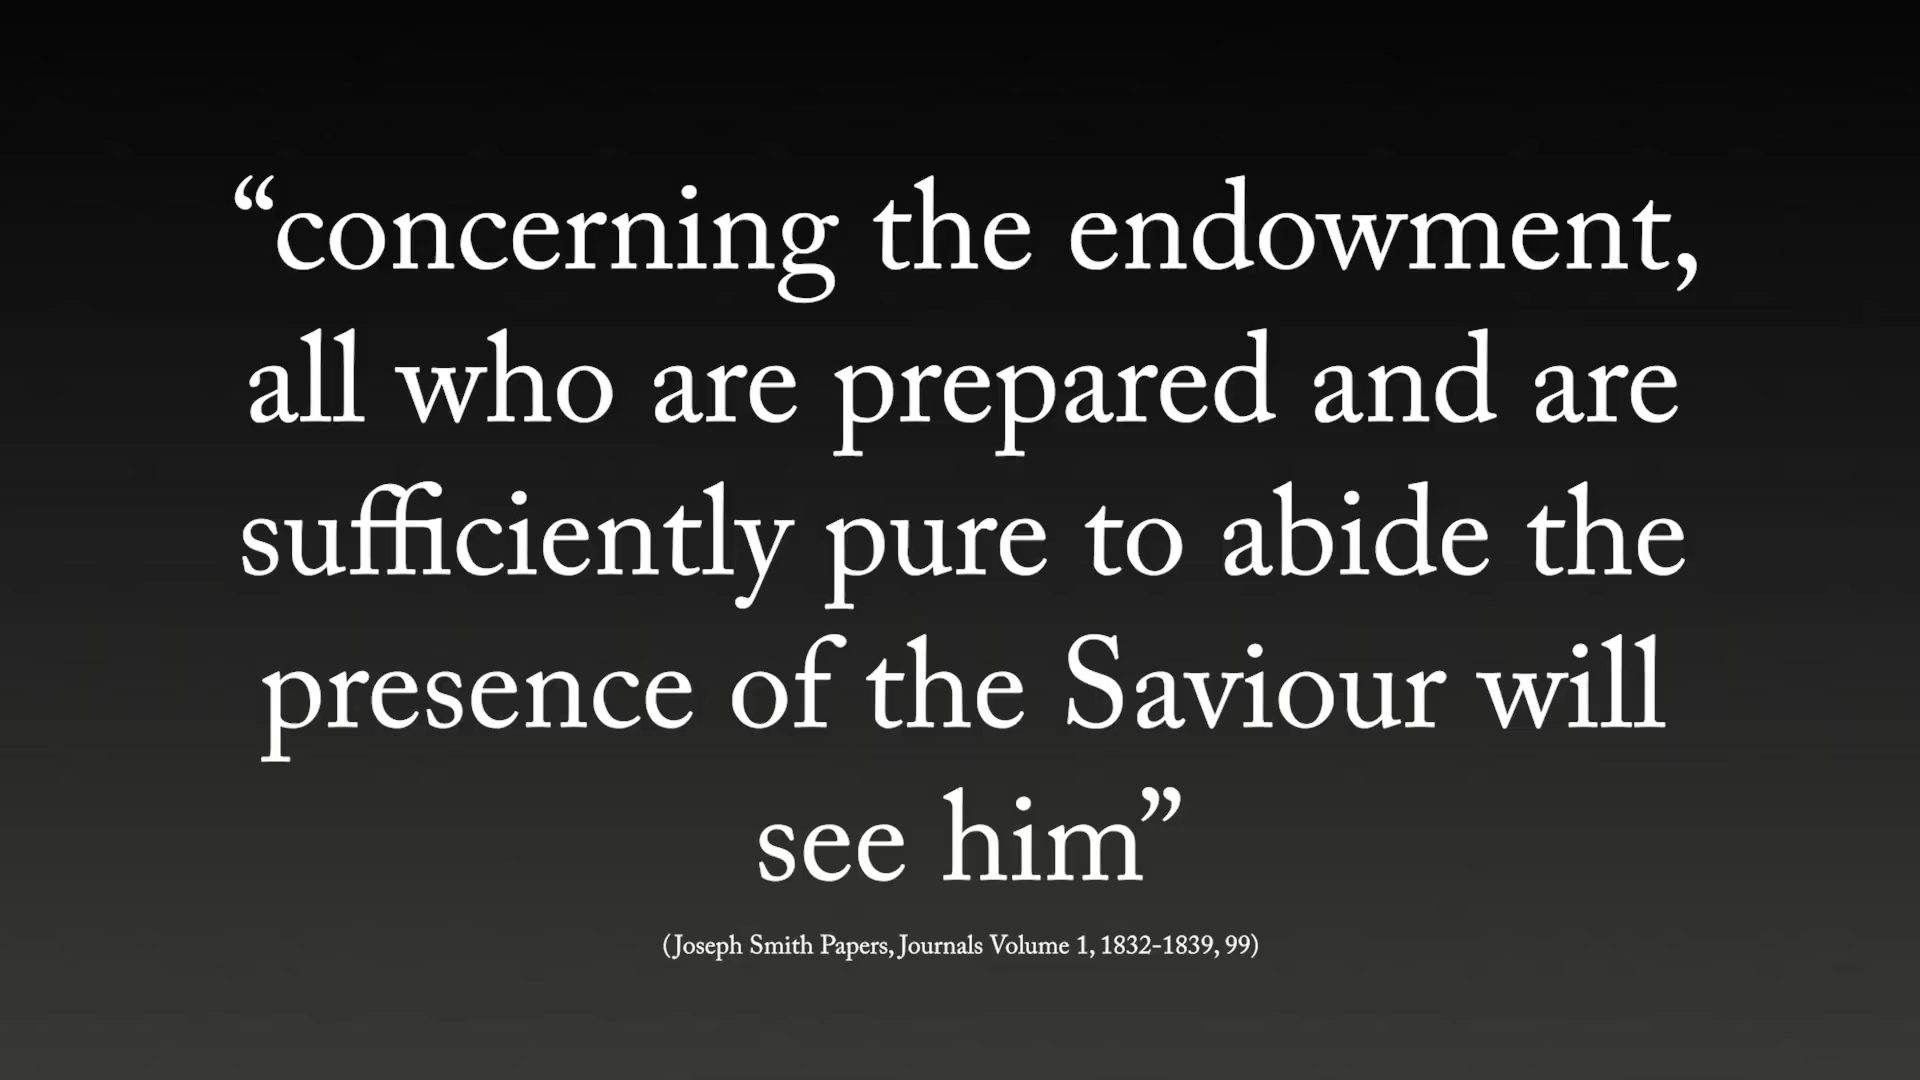 “concerning the endowment,
all who are prepared and are
sufficiently pure to abide the
presence of the Saviour will
see him”
(Joseph Smith Papers, Journals Volume 1, 1832-1839, 99)